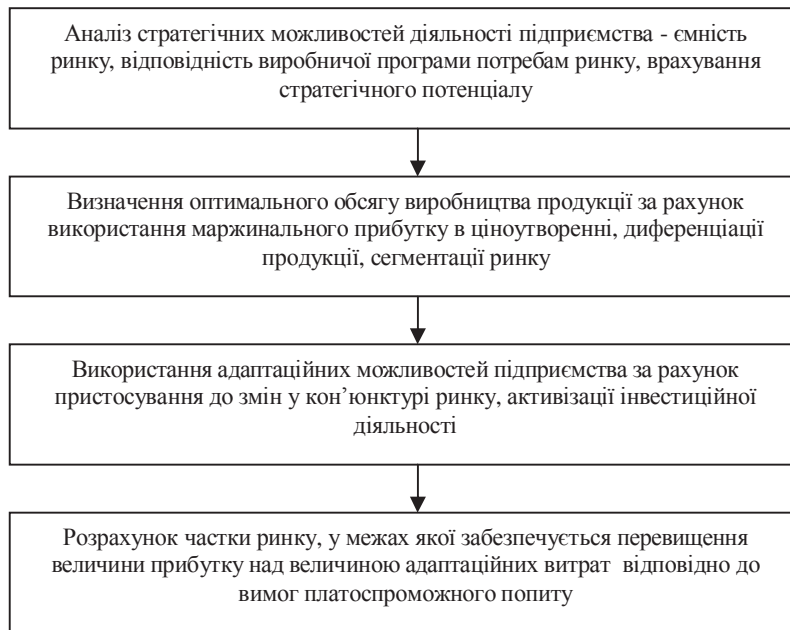 Аналіз стратегічних можливостей діяльності підприємства - ємність
ринку, відповідність виробничої програми потребам ринку, врахування
стратегічного потенціалу
Визначення оптимального обсягу виробництва продукції за рахунок
використання маржинального прибутку в ціноутворенні, диференціації
продукції, сегментації ринку
Використання адаптаційних можливостей підприємства за рахунок
пристосування до змін у кон’юнктурі ринку, активізації інвестиційної
діяльності
Розрахунок частки ринку, у межах якої забезпечується перевищення
величини прибутку над величиною адаптаційних витрат  відповідно до
вимог платоспроможного попиту